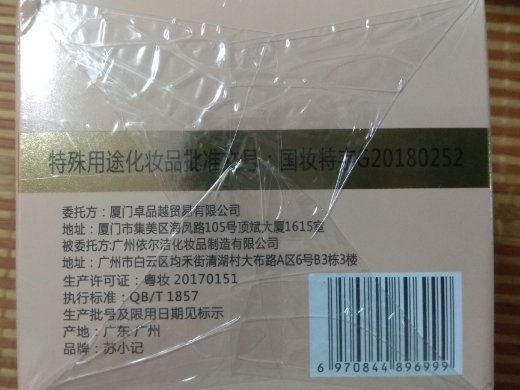 特殊用途化妆品批准文号：国妆特字G20180252
委托方：厦门卓品越贸易有限公司
地址：厦门市集美区海凤路105号顶斌大厦1615室
被委托方:广州依尔洁化妆品制造有限公司
地址：广州市白云区均禾街清湖村大布路A区6号B3栋3楼
生产许可证：粤妆 20170151
执行标准：QB/T 1857
生产批号及限用日期见标示
产地：广东 广州
品牌：苏小记
6 970844 896999